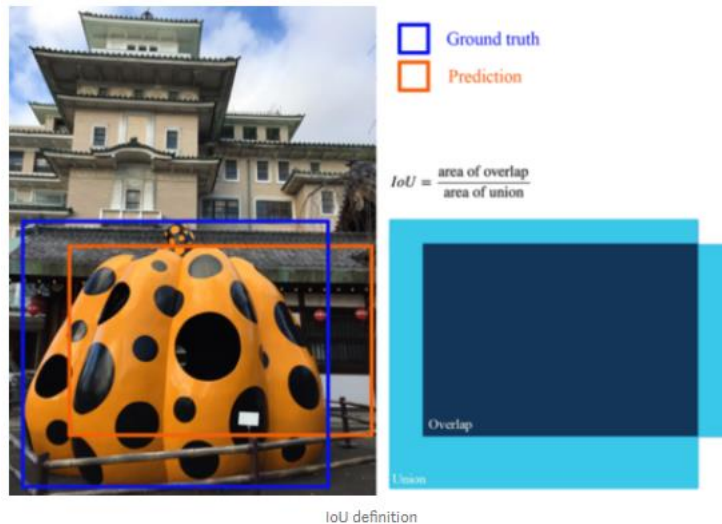 Ground truth
Prediction
IoU = area of overlap
area of union
Overlap
Union
IoU definition